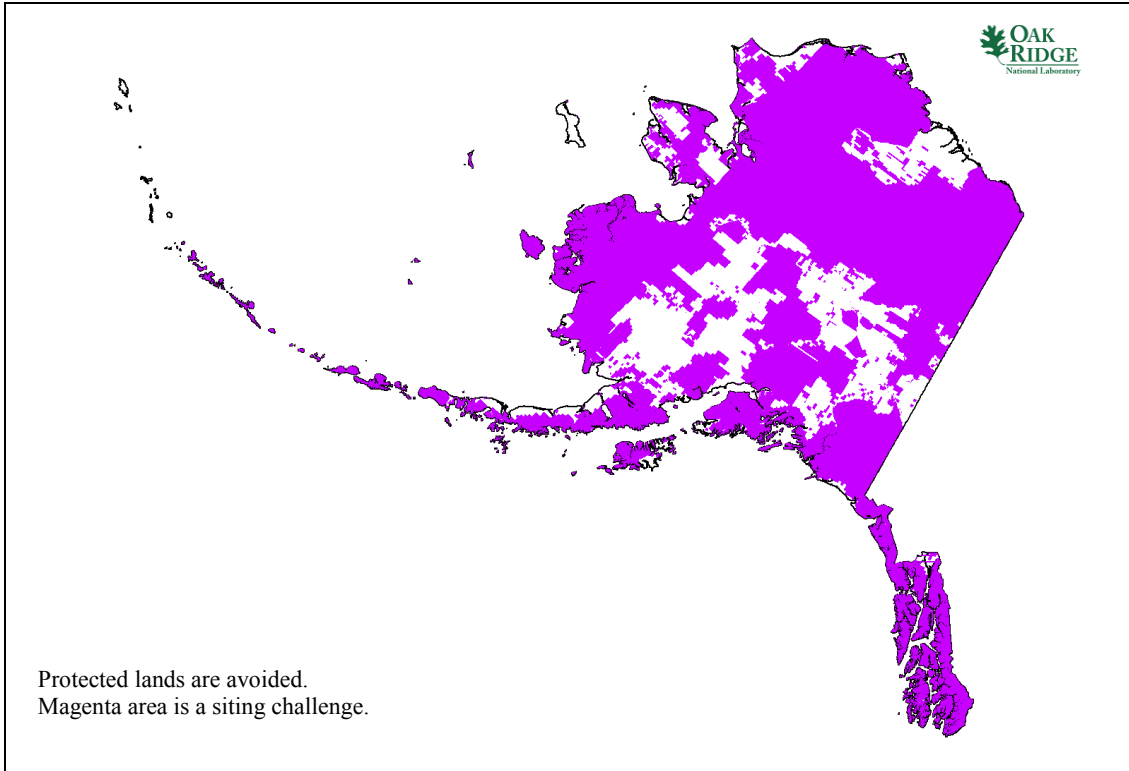 OAK
RIDGE
National Laboratory
Protected lands are avoided.
Magenta area is a siting challenge.